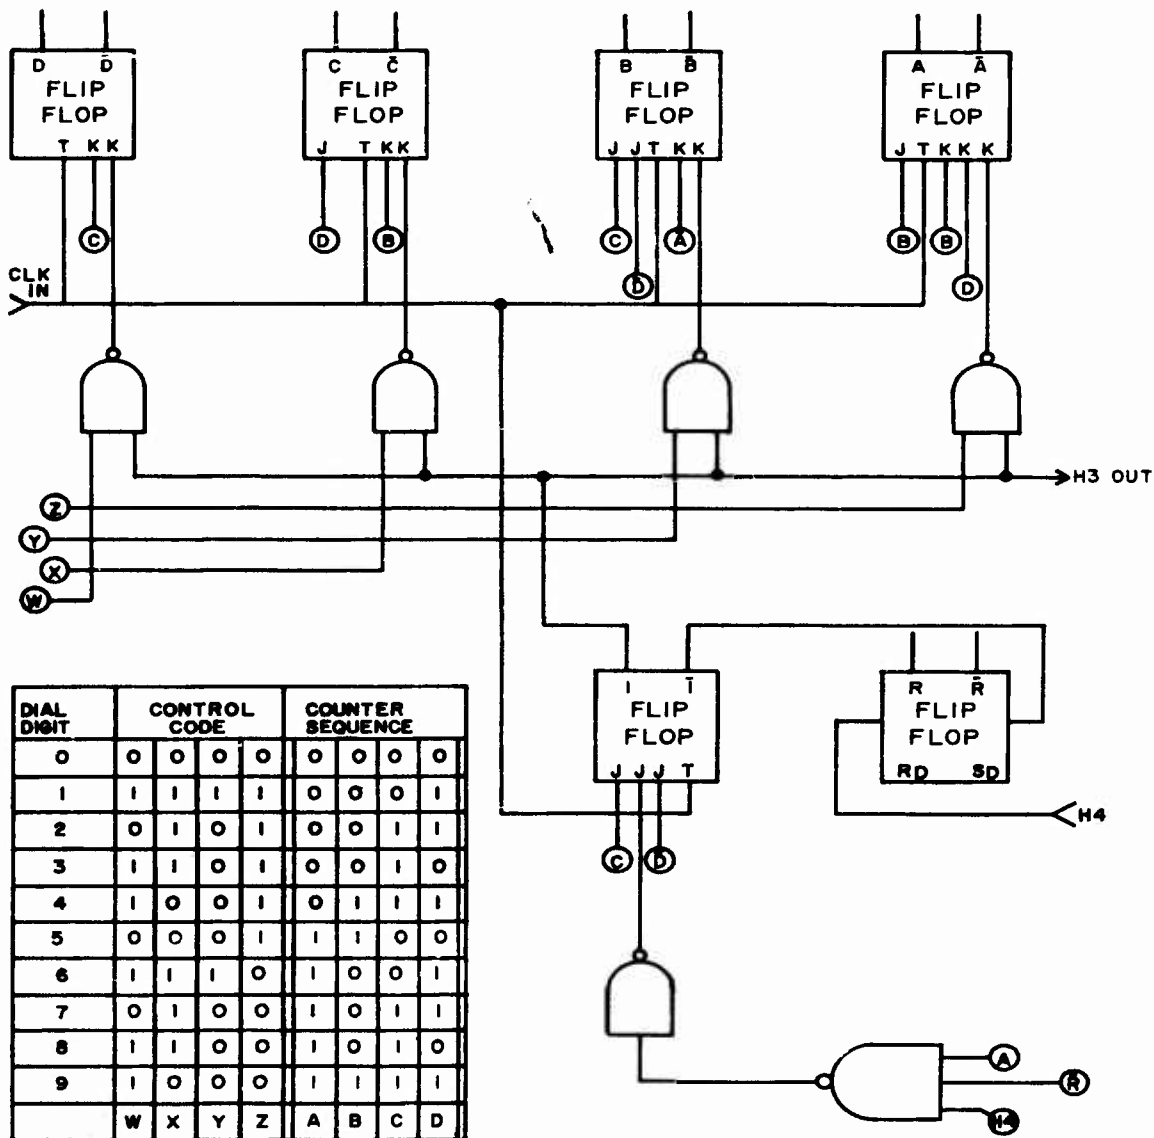 D D̄ C C̄ B B̄ A Ā
FLIP FLOP FLIP FLOP FLIP FLOP FLIP FLOP
T K K J T K K J J T K K J T K K K
C D B C A B B
D D
CLK IN
H3 OUT
Z
Y
X
W
I Ī R R̄
FLIP FLOP FLIP FLOP
J J J T RD SD
H4
C D
A
R̄
H4
DIAL DIGIT CONTROL CODE COUNTER SEQUENCE
0 0 0 0 0 0 0 0 0
1 1 1 1 1 0 0 0 1
2 0 1 0 1 0 0 1 1
3 1 1 0 1 0 0 1 0
4 1 0 0 1 0 1 1 1
5 0 0 0 1 1 1 0 0
6 1 1 1 0 1 0 0 1
7 0 1 0 0 1 0 1 1
8 1 1 0 0 1 0 1 0
9 1 0 0 0 1 1 1 1
W X Y Z A B C D